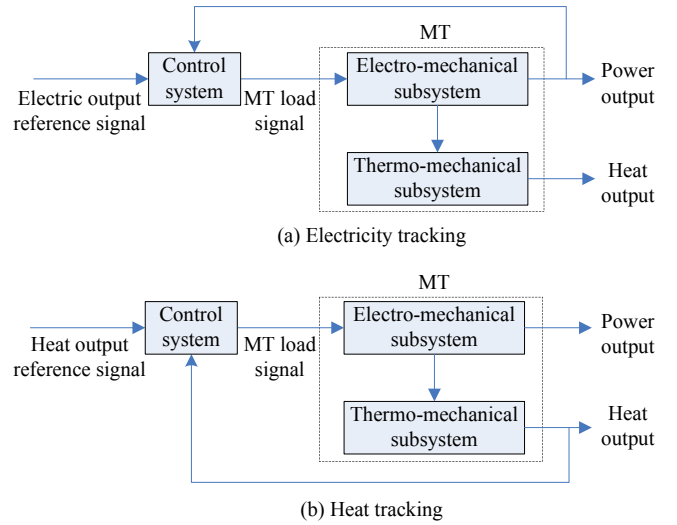 MT
Control
system
Electro-mechanical
subsystem
Power
output
Electric output
reference signal
MT load
signal
Thermo-mechanical
subsystem
Heat
output
(a) Electricity tracking
MT
Control
system
Electro-mechanical
subsystem
Power
output
Heat output
reference signal
MT load
signal
Thermo-mechanical
subsystem
Heat
output
(b) Heat tracking